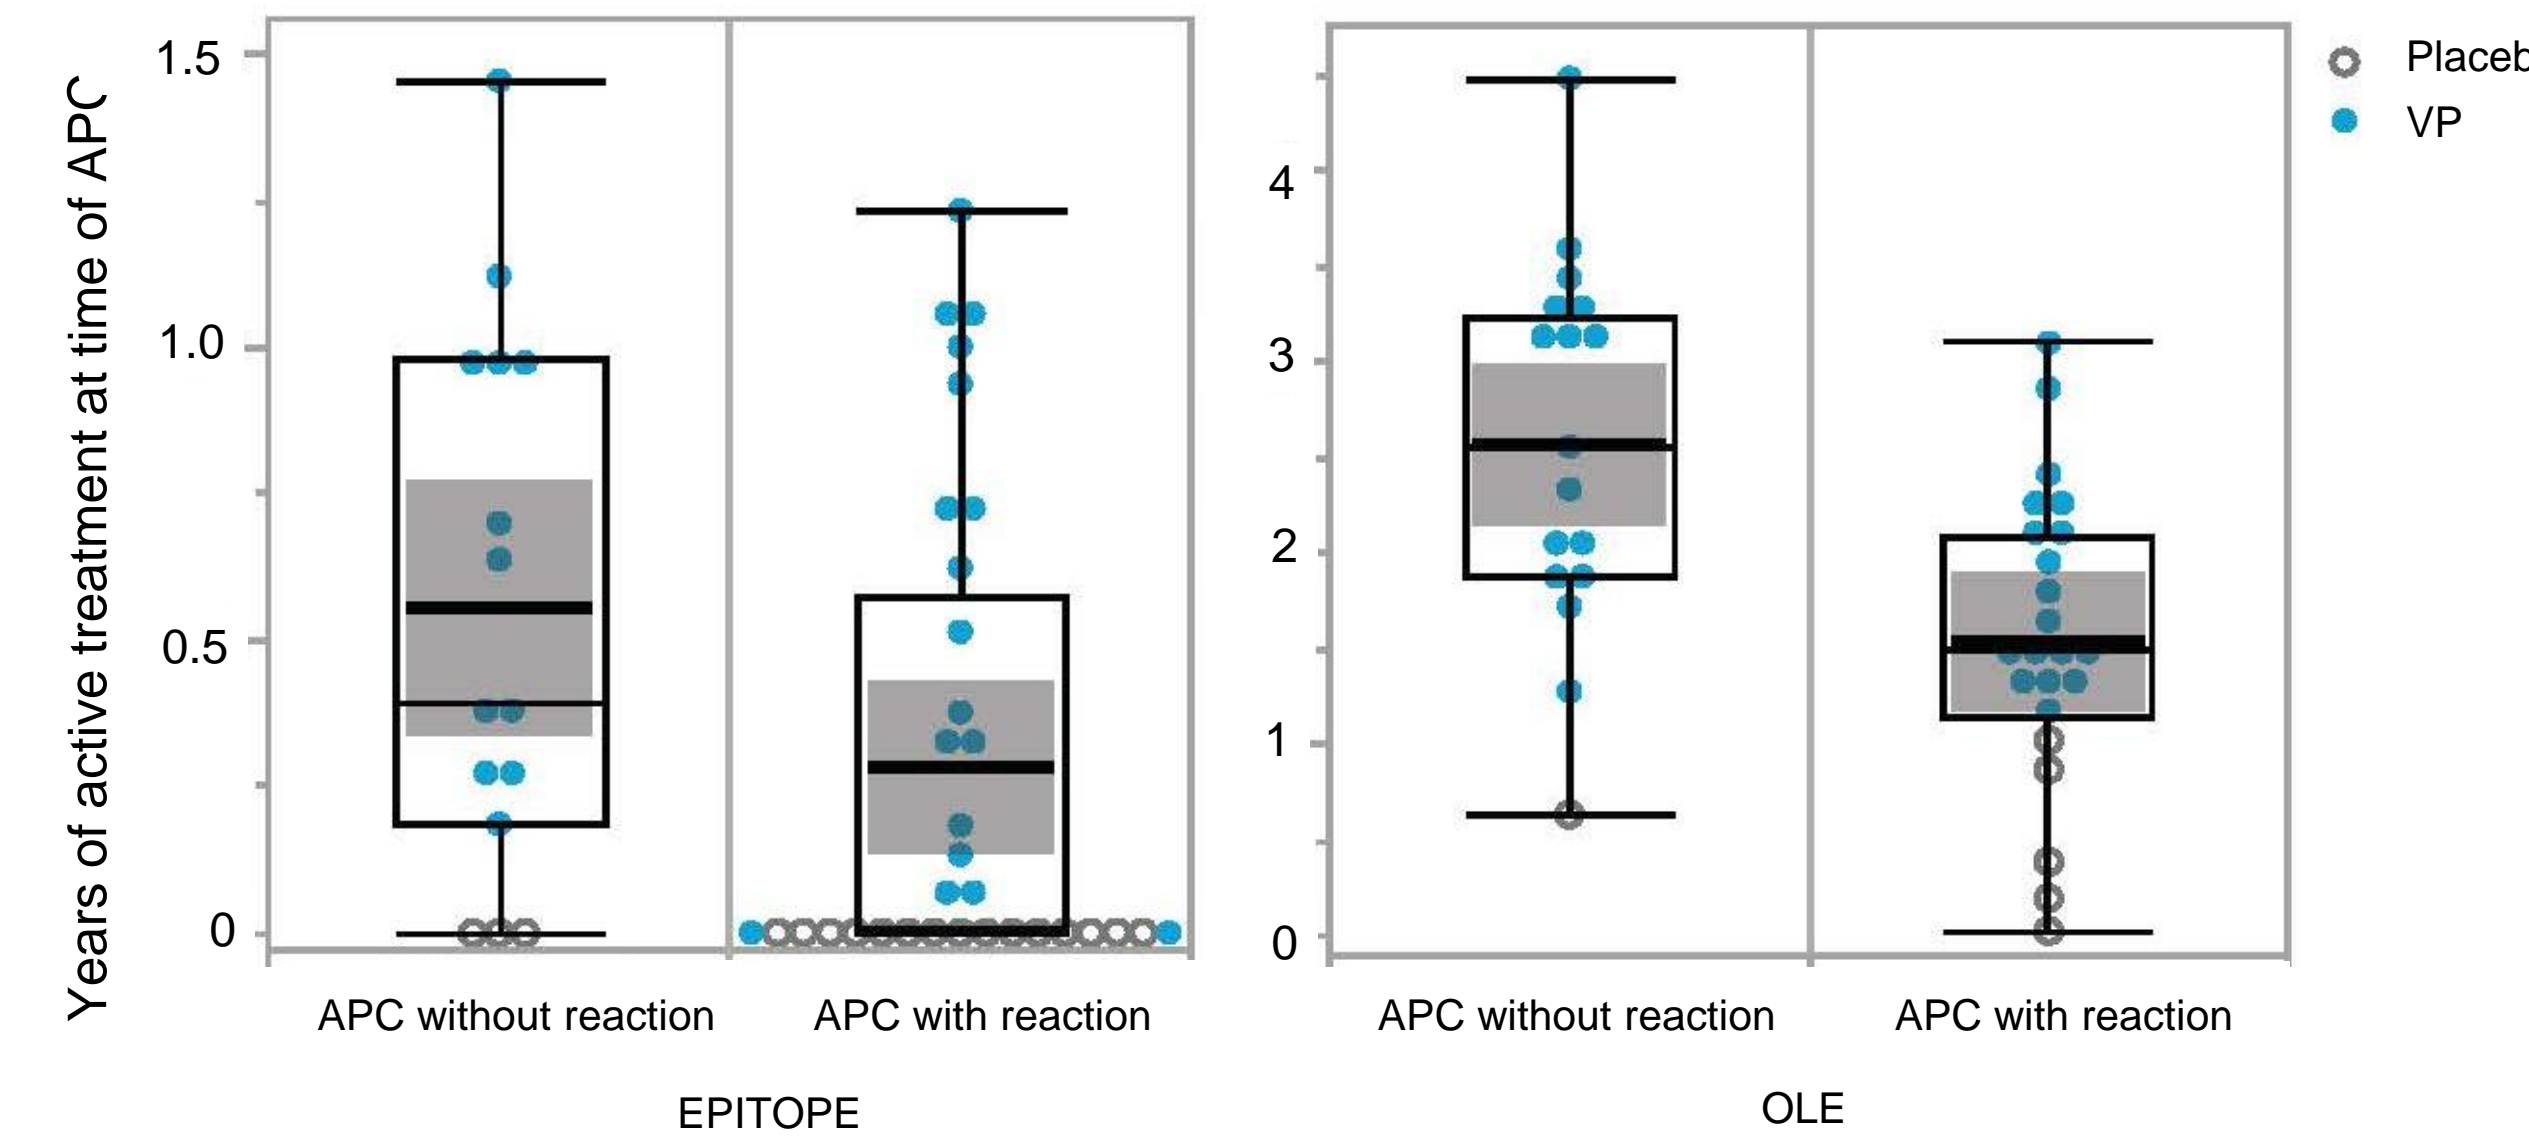 Years of active treatment at time of APC
1.5
1.0
0.5
0
4
3
2
1
0
Placeb
VP
APC without reaction
APC with reaction
APC without reaction
APC with reaction
EPITOPE
OLE